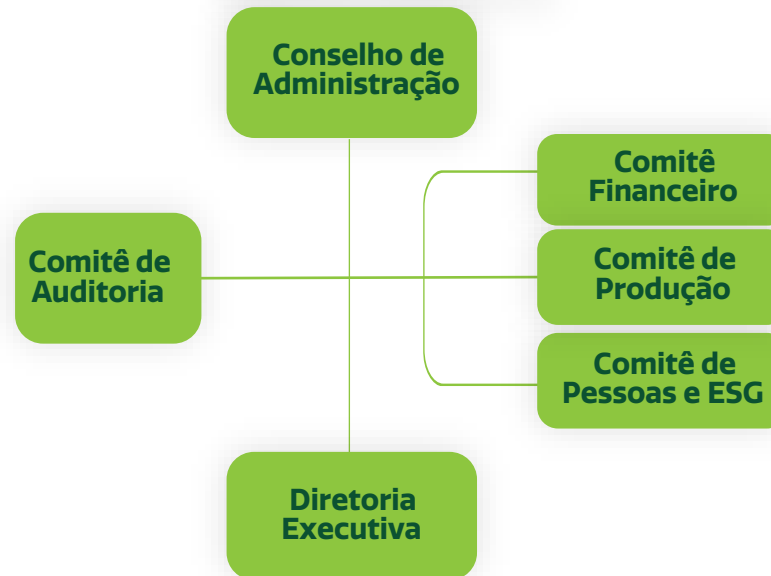 Conselho de
Administração
Comitê
Financeiro
Comitê de
Auditoria
Comitê de
Produção
Comitê de
Pessoas e ESG
Diretoria
Executiva